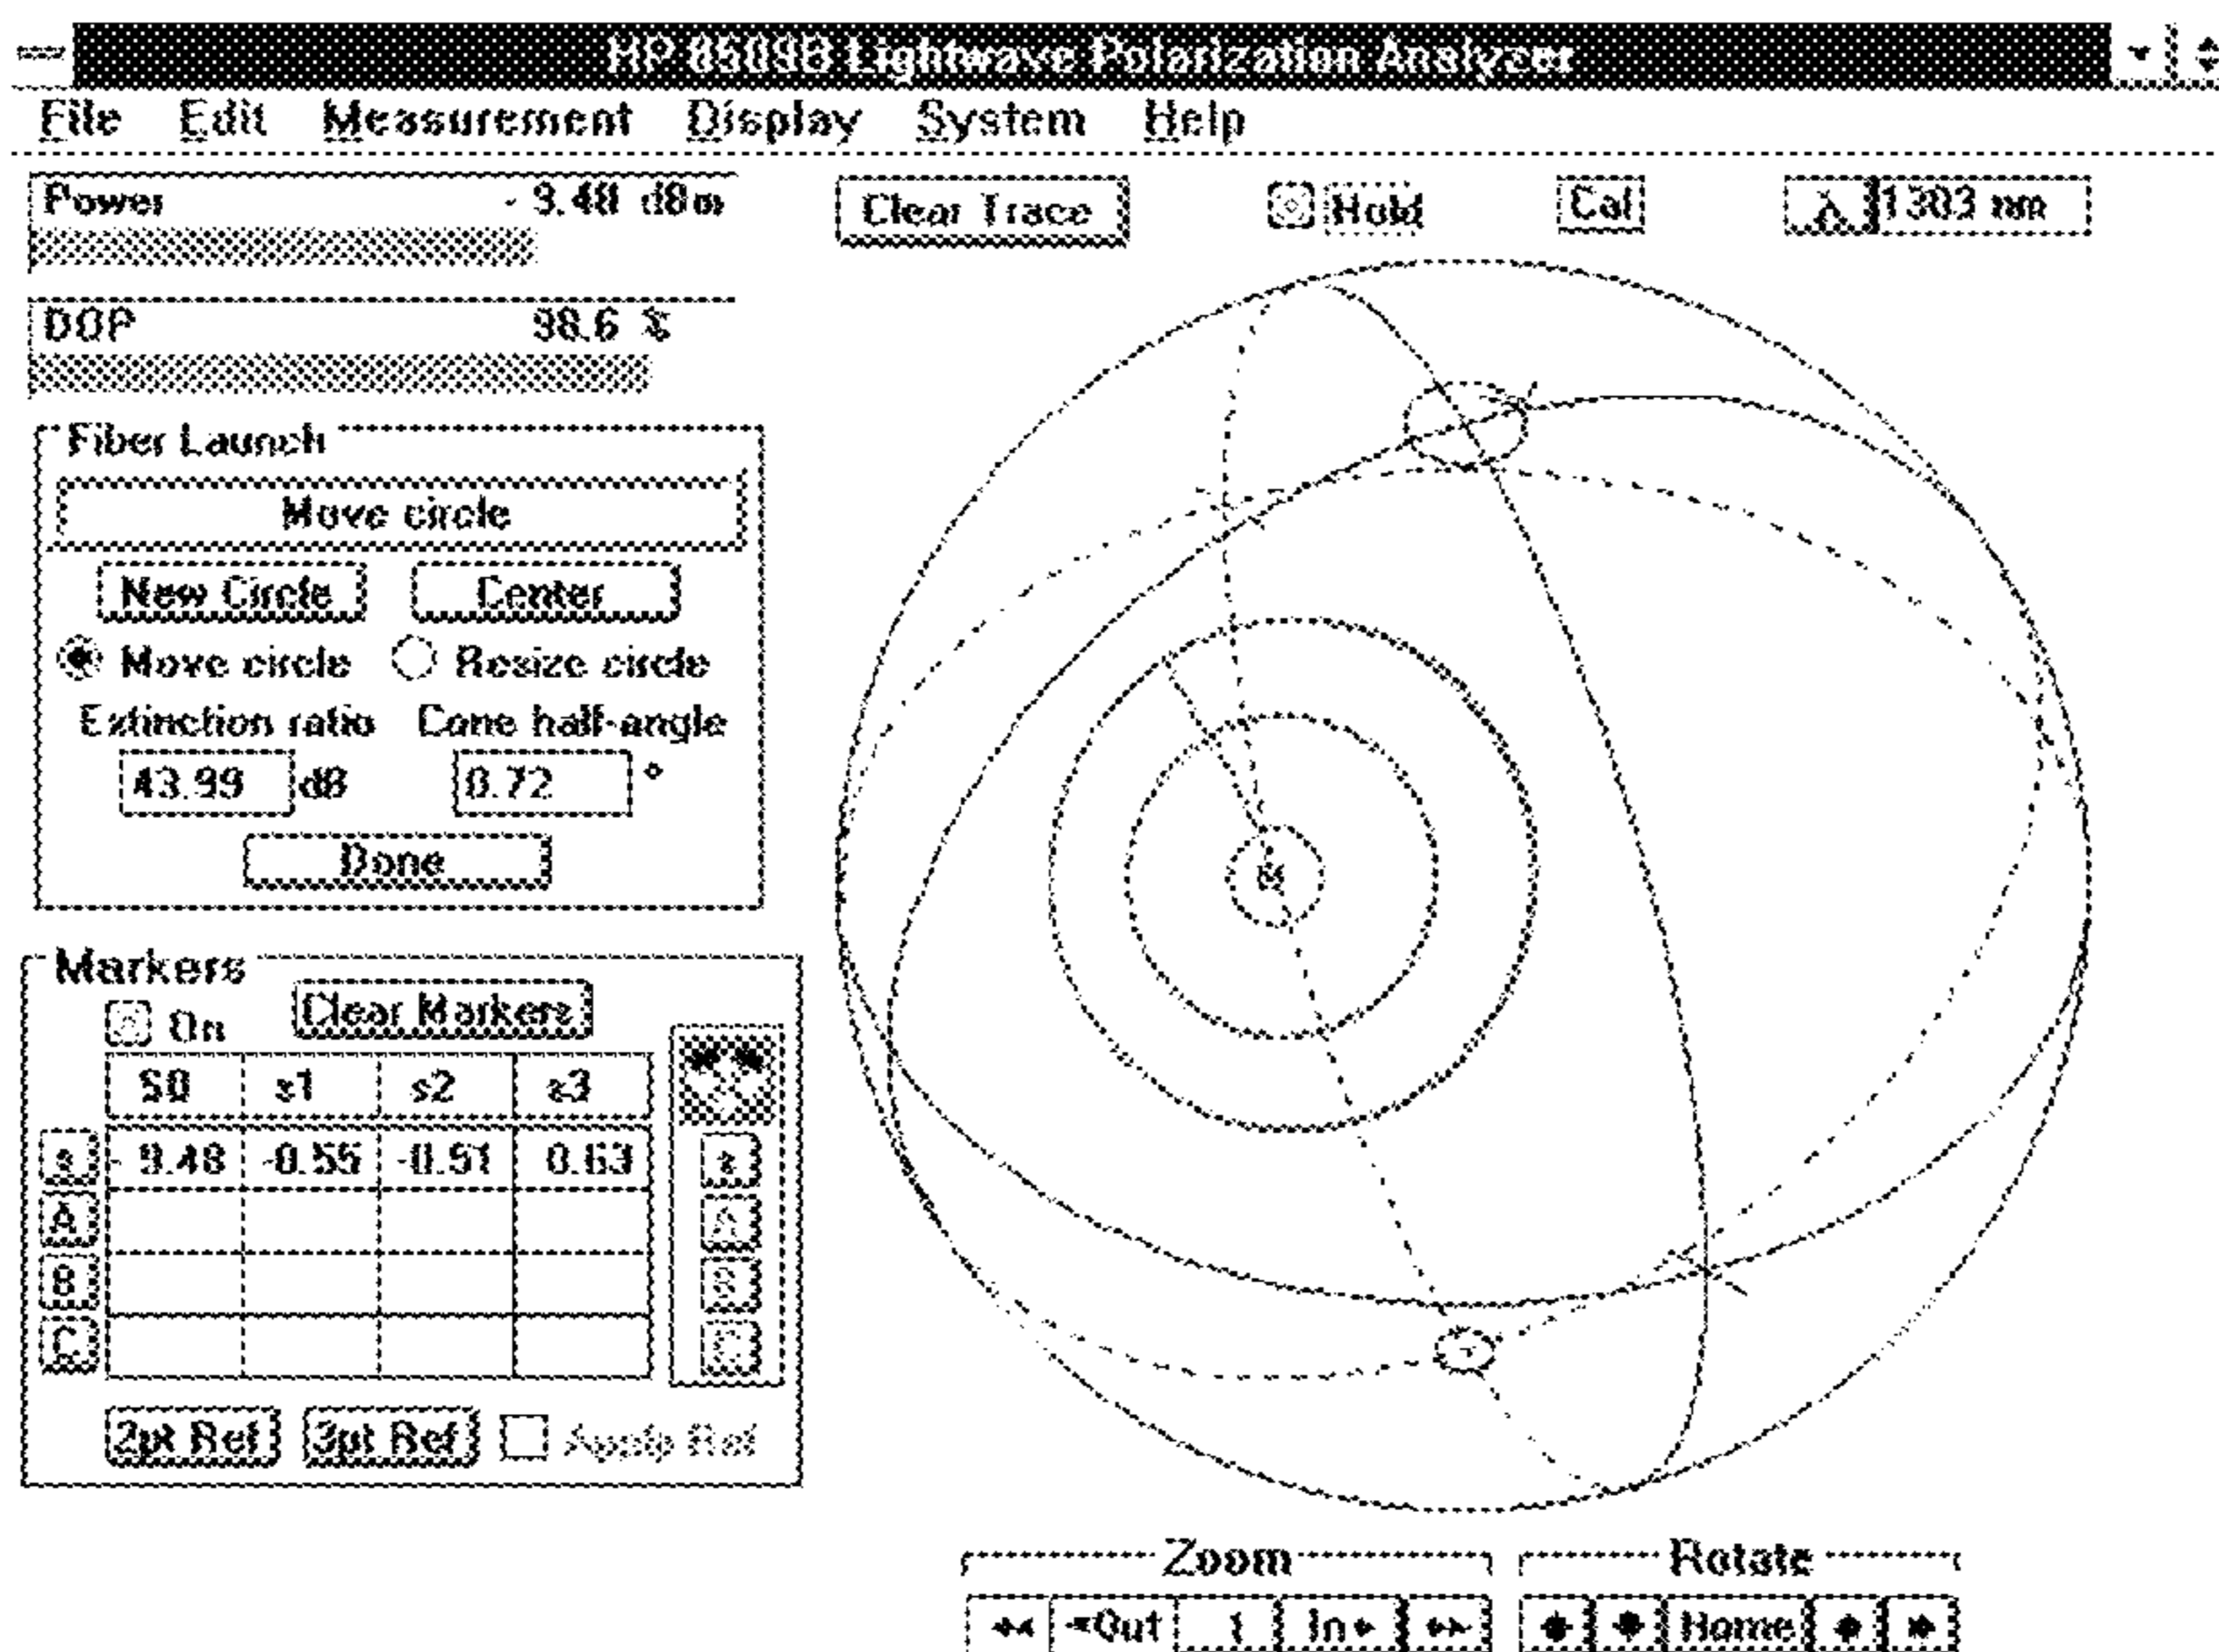 HP 8509B Lightwave Polarization Analyzer
File Edit Measurement Display System Help
Power - 9.48 dBm
Clear Trace Hold Cal λ 1303 nm
DOP 98.6 %
Fiber Launch
Move circle
New Circle Center
Move circle Resize circle
Extinction ratio Cone half-angle
43.99 dB 0.72 °
Done
Markers
On Clear Markers
S0 s1 s2 s3
- 9.48 -0.55 -0.51 0.63
A
B
C
2pt Ref 3pt Ref Apply Ref
Zoom Rotate
Out 1 In Home